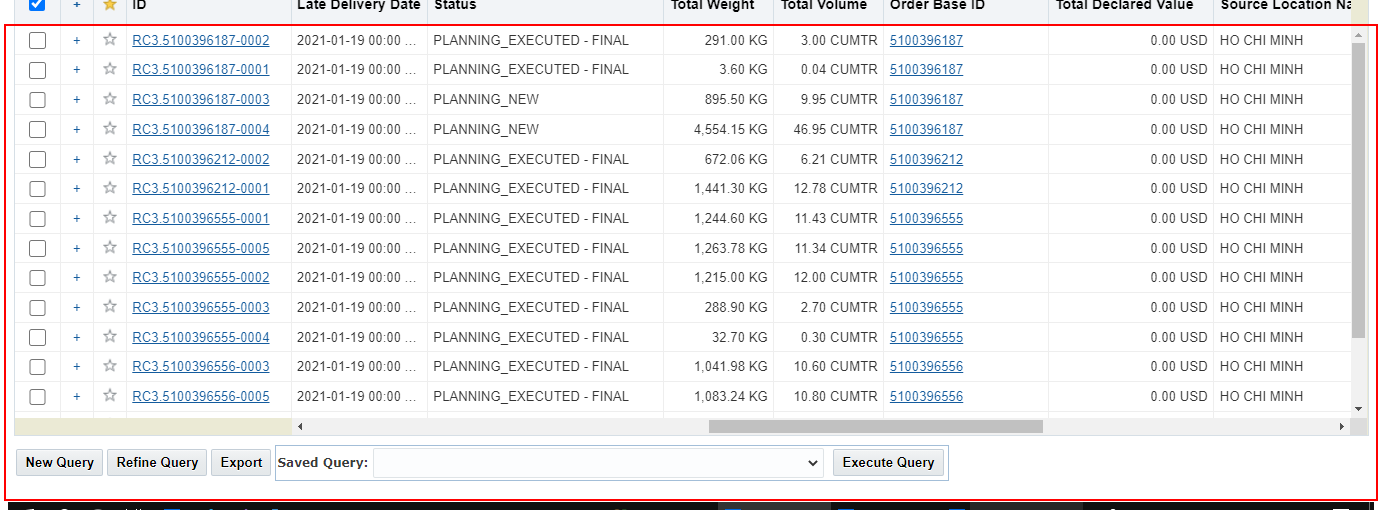 ID Late Delivery Date Status Total Weight Total Volume Order Base ID Total Declared Value Source Location Na
+ RC3.5100396187-0002 2021-01-19 00:00 ... PLANNING_EXECUTED - FINAL 291.00 KG 3.00 CUMTR 5100396187 0.00 USD HO CHI MINH
+ RC3.5100396187-0001 2021-01-19 00:00 ... PLANNING_EXECUTED - FINAL 3.60 KG 0.04 CUMTR 5100396187 0.00 USD HO CHI MINH
+ RC3.5100396187-0003 2021-01-19 00:00 ... PLANNING_NEW 895.50 KG 9.95 CUMTR 5100396187 0.00 USD HO CHI MINH
+ RC3.5100396187-0004 2021-01-19 00:00 ... PLANNING_NEW 4,554.15 KG 46.95 CUMTR 5100396187 0.00 USD HO CHI MINH
+ RC3.5100396212-0002 2021-01-19 00:00 ... PLANNING_EXECUTED - FINAL 672.06 KG 6.21 CUMTR 5100396212 0.00 USD HO CHI MINH
+ RC3.5100396212-0001 2021-01-19 00:00 ... PLANNING_EXECUTED - FINAL 1,441.30 KG 12.78 CUMTR 5100396212 0.00 USD HO CHI MINH
+ RC3.5100396555-0001 2021-01-19 00:00 ... PLANNING_EXECUTED - FINAL 1,244.60 KG 11.43 CUMTR 5100396555 0.00 USD HO CHI MINH
+ RC3.5100396555-0005 2021-01-19 00:00 ... PLANNING_EXECUTED - FINAL 1,263.78 KG 11.34 CUMTR 5100396555 0.00 USD HO CHI MINH
+ RC3.5100396555-0002 2021-01-19 00:00 ... PLANNING_EXECUTED - FINAL 1,215.00 KG 12.00 CUMTR 5100396555 0.00 USD HO CHI MINH
+ RC3.5100396555-0003 2021-01-19 00:00 ... PLANNING_EXECUTED - FINAL 288.90 KG 2.70 CUMTR 5100396555 0.00 USD HO CHI MINH
+ RC3.5100396555-0004 2021-01-19 00:00 ... PLANNING_EXECUTED - FINAL 32.70 KG 0.30 CUMTR 5100396555 0.00 USD HO CHI MINH
+ RC3.5100396556-0003 2021-01-19 00:00 ... PLANNING_EXECUTED - FINAL 1,041.98 KG 10.60 CUMTR 5100396556 0.00 USD HO CHI MINH
+ RC3.5100396556-0005 2021-01-19 00:00 ... PLANNING_EXECUTED - FINAL 1,083.24 KG 10.80 CUMTR 5100396556 0.00 USD HO CHI MINH
New Query Refine Query Export Saved Query: Execute Query